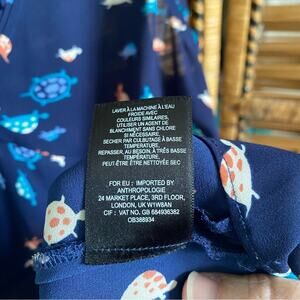 LAVER À LA MACHINE À L'EAU
FROIDE AVEC
COULEURS SIMILAIRES,
UTILISER UN AGENT DE
BLANCHIMENT SANS CHLORE
SI NÉCESSAIRE,
SECHER PAR CULBUTAGE À BASSE
TEMPÉRATURE,
REPASSER, AU BESOIN, À TRÈS BASSE
TEMPÉRATURE.
PEUT-ÊTRE ÊTRE NETTOYÉE SEC
FOR EU : IMPORTED BY
ANTHROPOLOGIE
24 MARKET PLACE, 3RD FLOOR,
LONDON, UK W1W8AN
CIF : VAT NO. GB 684936382
OB388934